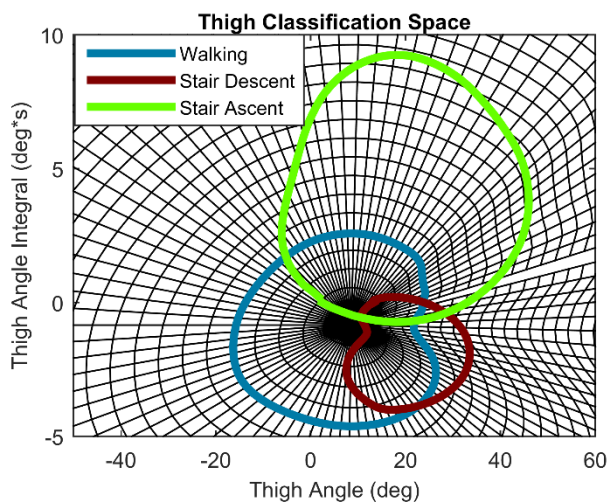 Thigh Classification Space
Walking
Stair Descent
Stair Ascent
Thigh Angle Integral (deg*s)
10
5
0
-5
-40
-20
0
20
40
60
Thigh Angle (deg)